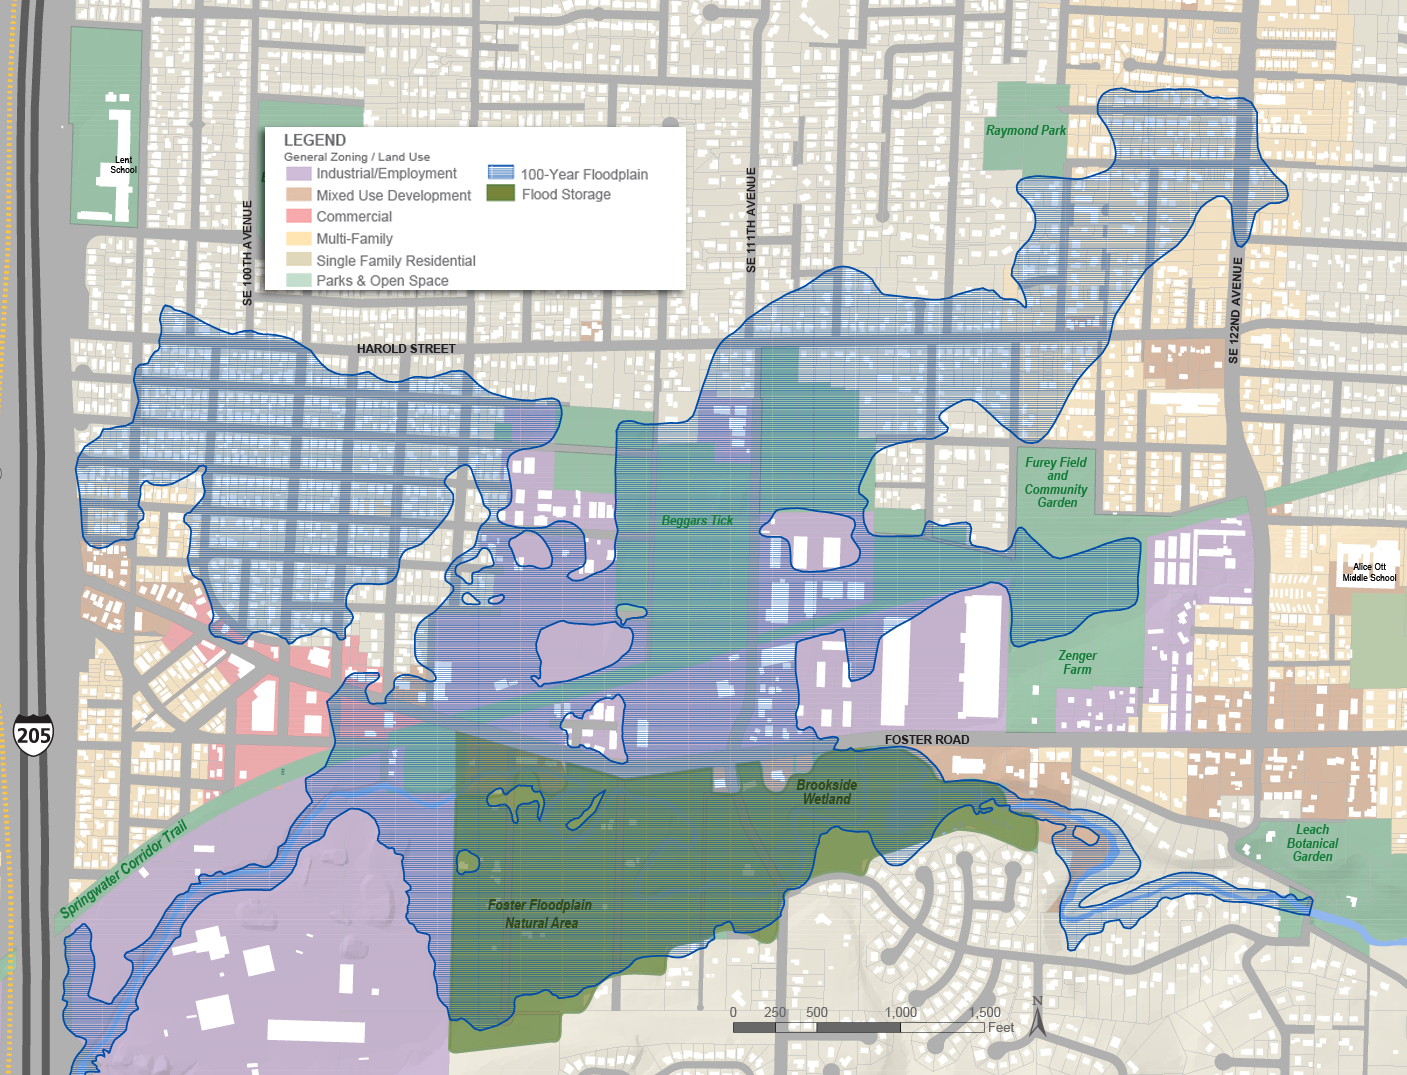 Lent
School
Raymond Park
LEGEND
General Zoning / Land Use
Industrial/Employment
Mixed Use Development
Commercial
Multi-Family
Single Family Residential
Parks & Open Space
100-Year Floodplain
Flood Storage
SE 100TH AVENUE
SE 111TH AVENUE
SE 122ND AVENUE
HAROLD STREET
Furey Field
and
Community
Garden
Beggars Tick
Alice Ott
Middle School
Zenger
Farm
205
FOSTER ROAD
Brookside
Wetland
Springwater Corridor Trail
Leach
Botanical
Garden
Foster Floodplain
Natural Area
0 250 500 1,000 1,500
Feet
N